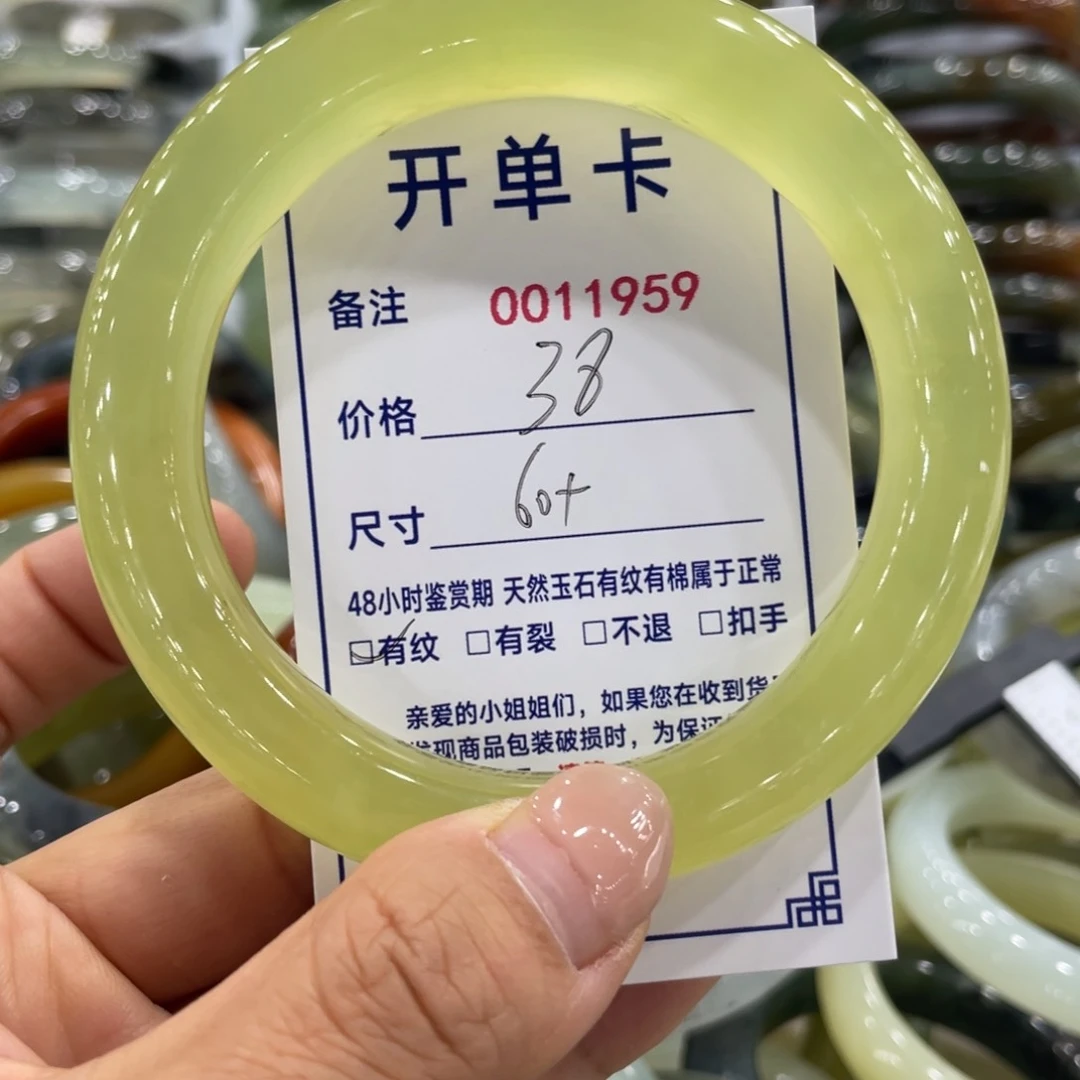 开单卡
备注 0011959
价格 38
尺寸 60+
48小时鉴赏期 天然玉石有纹有棉属于正常
☑有纹 □有裂 □不退 □扣手
亲爱的小姐姐们，如果您在收到货
发现商品包装破损时，为保证